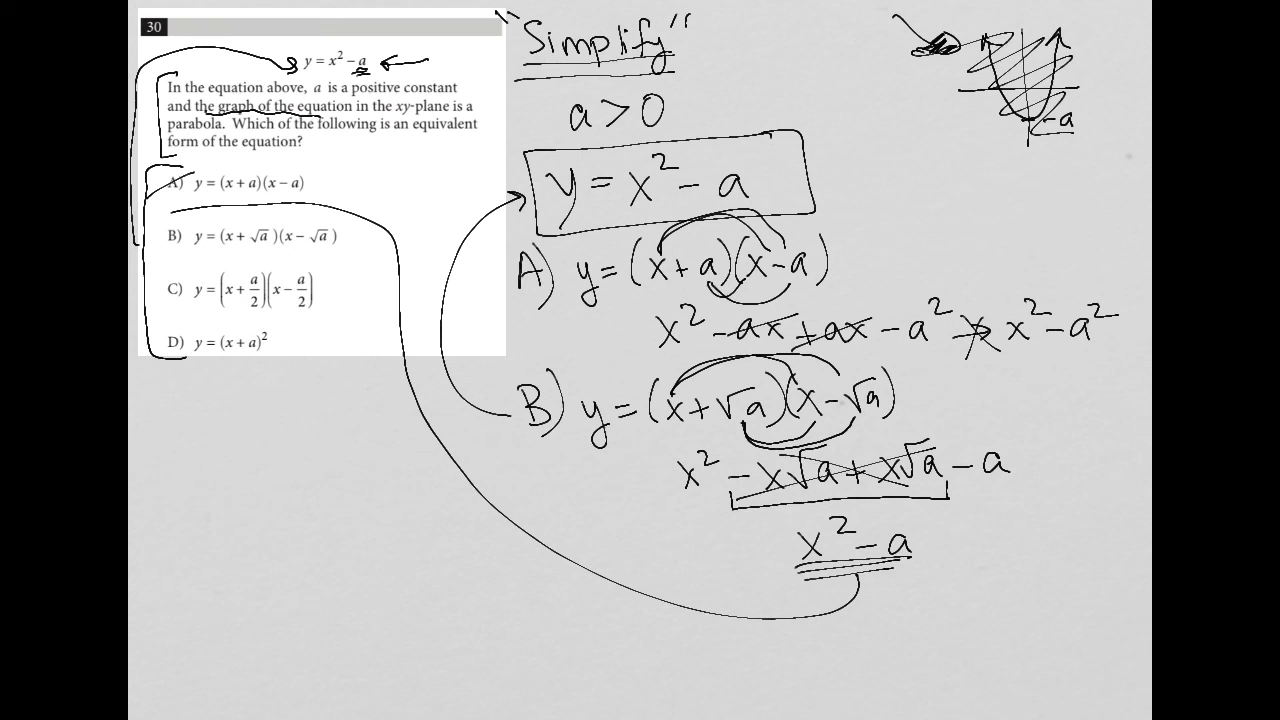 30
y = x² – a
In the equation above, a is a positive constant
and the graph of the equation in the xy-plane is a
parabola. Which of the following is an equivalent
form of the equation?
A) y = (x + a)(x – a)
B) y = (x + √a)(x – √a)
C) y = (x + a/2)(x – a/2)
D) y = (x + a)²
"Simplify"
a > 0
y = x² – a
A) y = (x + a)(x – a)
x² – ax + ax – a² → x² – a²
B) y = (x + √a)(x – √a)
x² – x√a + x√a – a
x² – a
–a